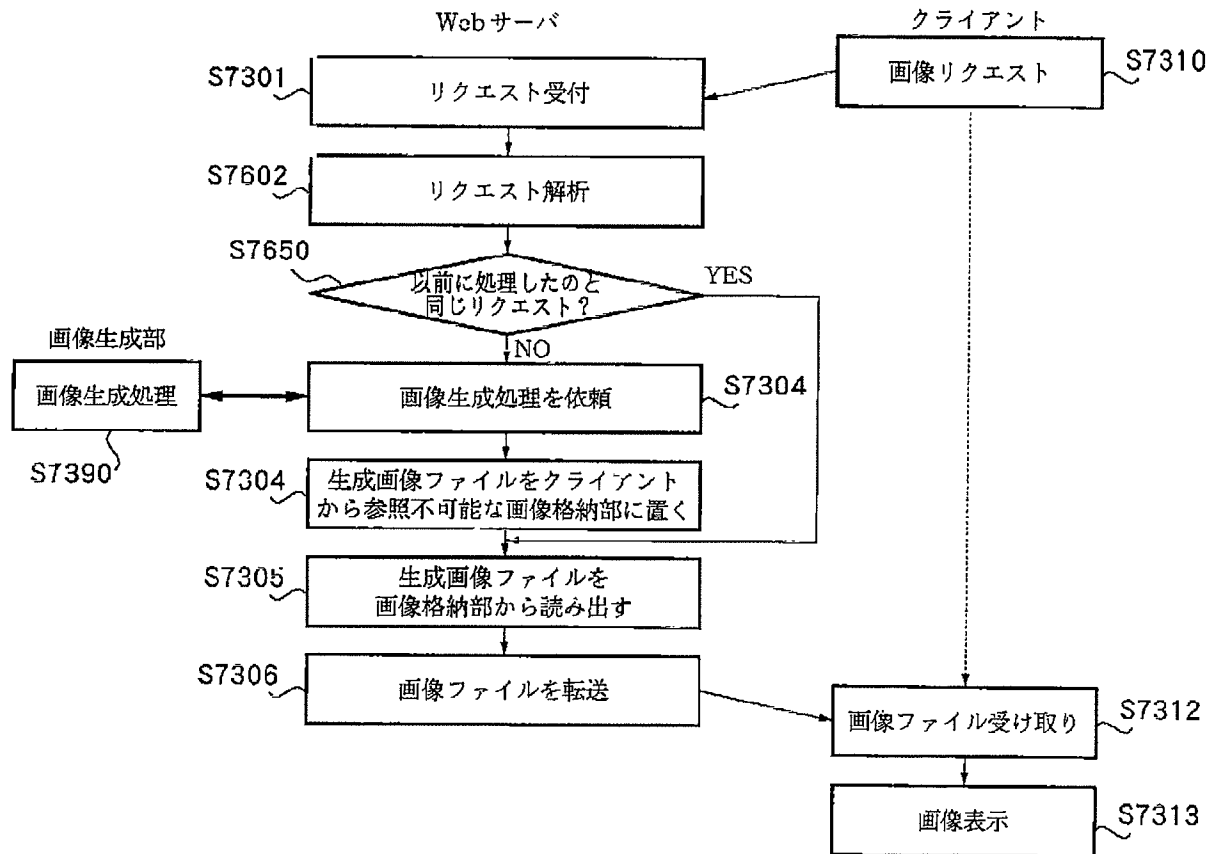 Webサーバ
クライアント
S7301
リクエスト受付
画像リクエスト
S7310
S7602
リクエスト解析
S7650
以前に処理したのと
同じリクエスト？
YES
NO
画像生成部
画像生成処理
S7390
画像生成処理を依頼
S7304
S7304
生成画像ファイルをクライアント
から参照不可能な画像格納部に置く
S7305
生成画像ファイルを
画像格納部から読み出す
S7306
画像ファイルを転送
画像ファイル受け取り
S7312
画像表示
S7313